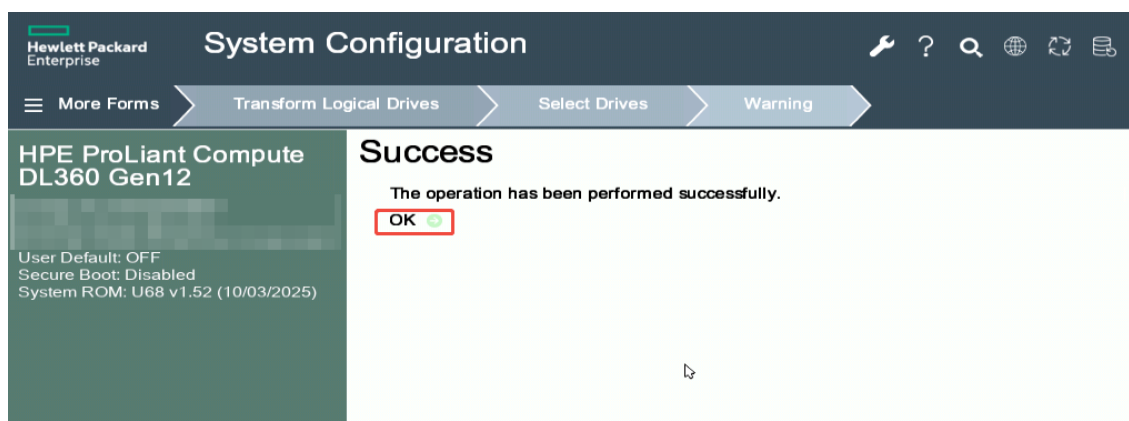 Hewlett Packard
Enterprise
System Configuration
?
More Forms
Transform Logical Drives
Select Drives
Warning
HPE ProLiant Compute
DL360 Gen12
User Default: OFF
Secure Boot: Disabled
System ROM: U68 v1.52 (10/03/2025)
Success
The operation has been performed successfully.
OK